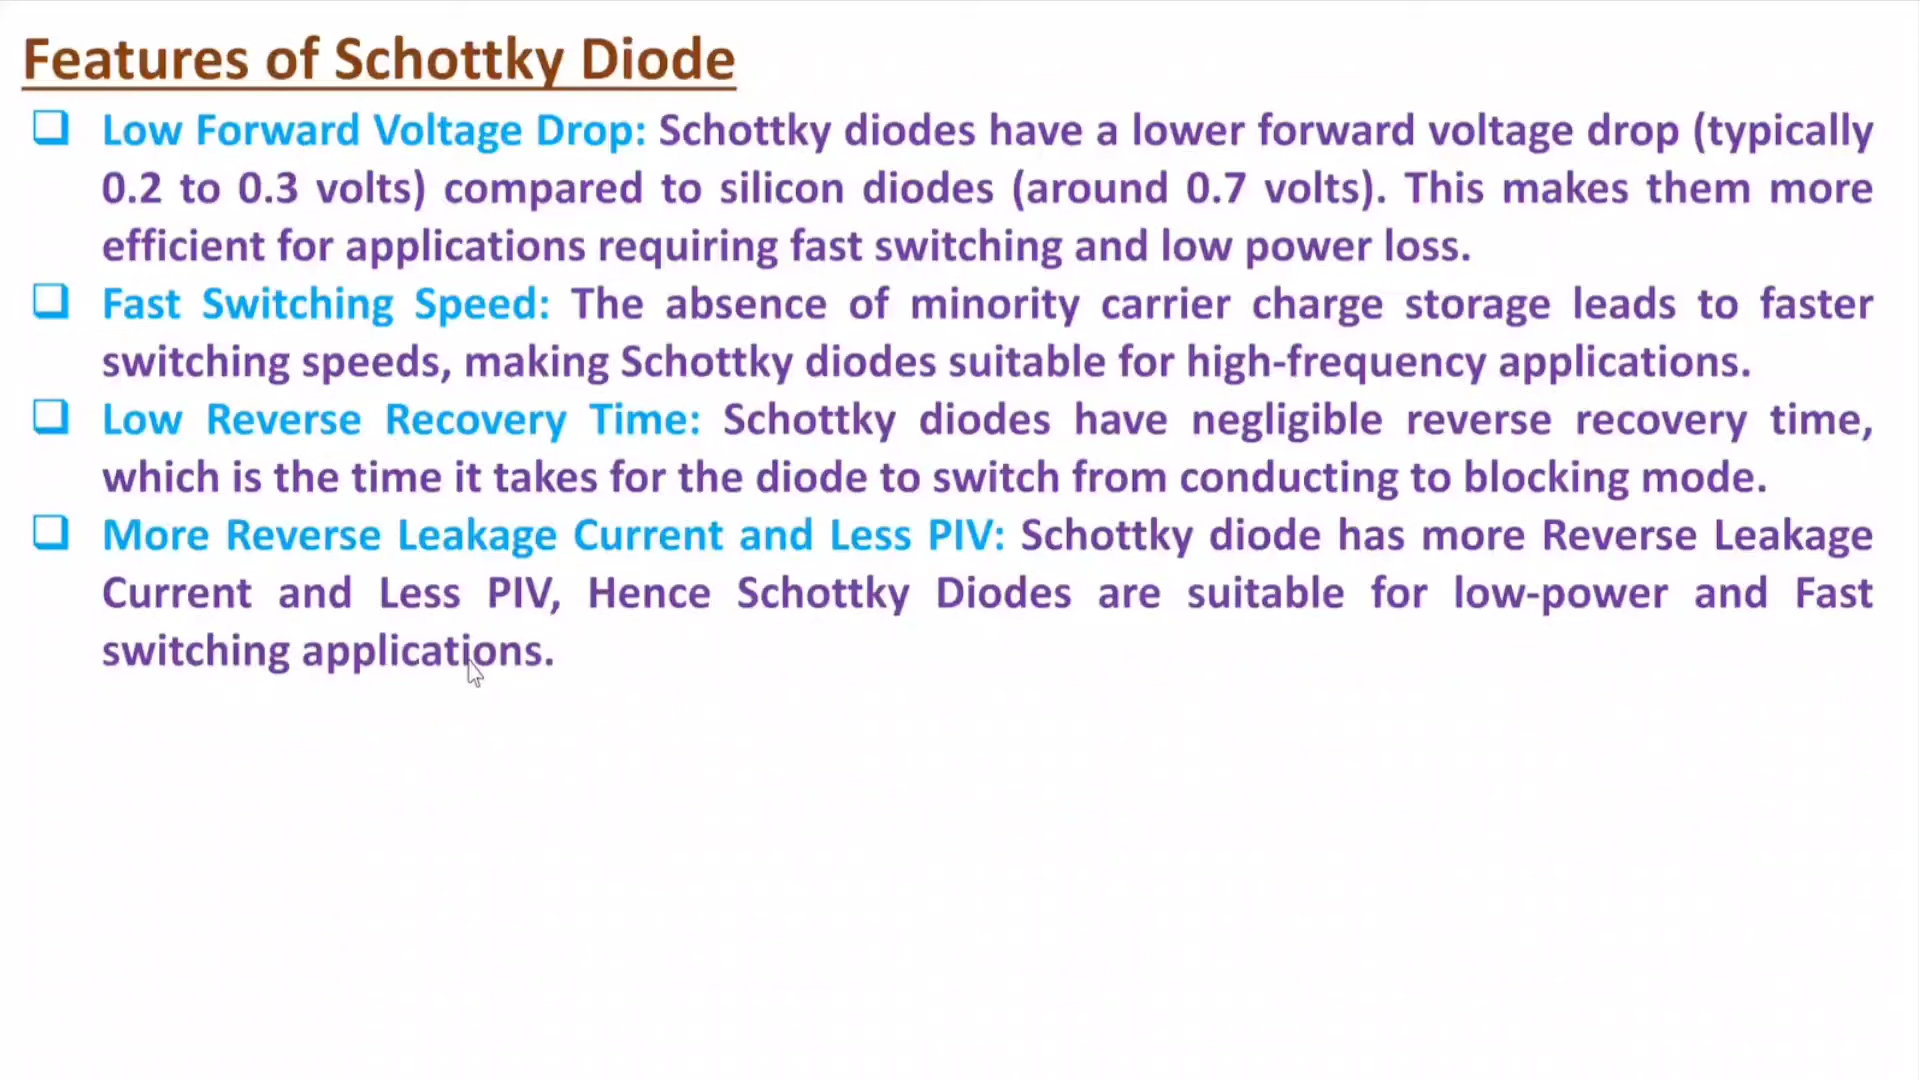 Features of Schottky Diode
Low Forward Voltage Drop: Schottky diodes have a lower forward voltage drop (typically
0.2 to 0.3 volts) compared to silicon diodes (around 0.7 volts). This makes them more
efficient for applications requiring fast switching and low power loss.
Fast Switching Speed: The absence of minority carrier charge storage leads to faster
switching speeds, making Schottky diodes suitable for high-frequency applications.
Low Reverse Recovery Time: Schottky diodes have negligible reverse recovery time,
which is the time it takes for the diode to switch from conducting to blocking mode.
More Reverse Leakage Current and Less PIV: Schottky diode has more Reverse Leakage
Current and Less PIV, Hence Schottky Diodes are suitable for low-power and Fast
switching applications.